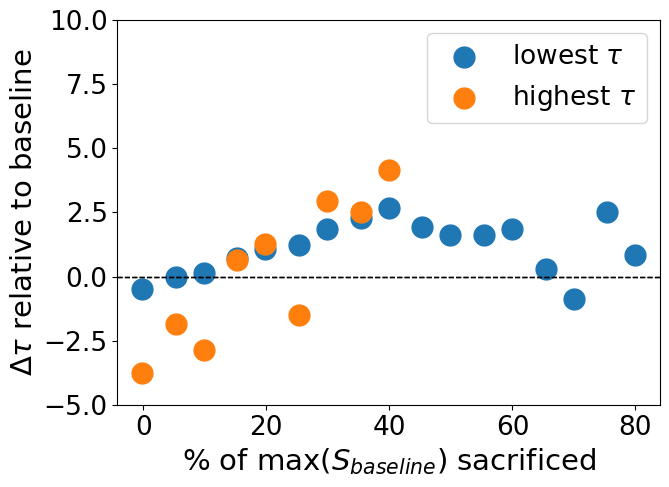 10.0
7.5
5.0
2.5
0.0
−2.5
−5.0
Δτ relative to baseline
lowest τ
highest τ
0 20 40 60 80
% of max(S_baseline) sacrificed